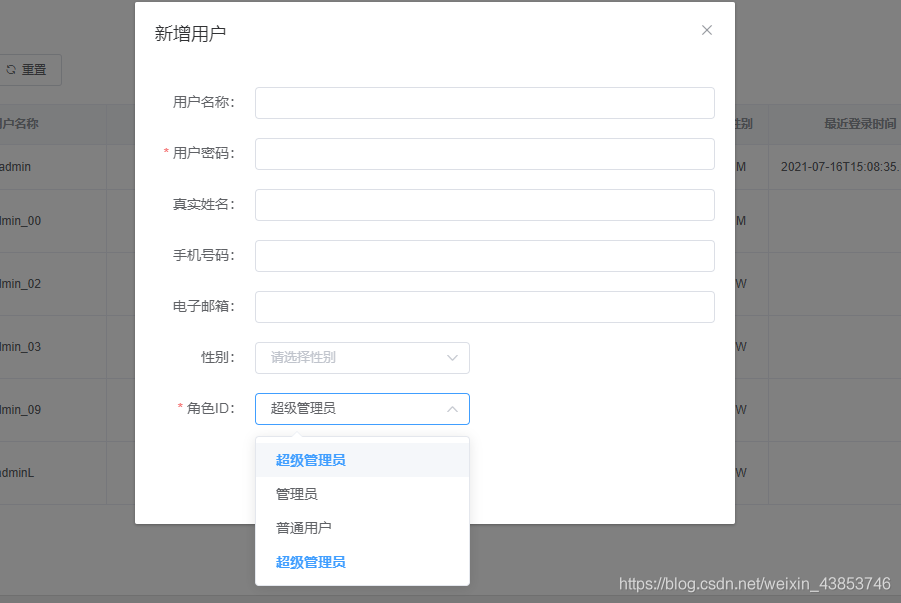 新增用户
重置
用户名称:
户名称
性别
最近登录时间
* 用户密码:
admin
M
2021-07-16T15:08:35.
真实姓名:
dmin_00
M
手机号码:
dmin_02
W
电子邮箱:
dmin_03
W
性别:
请选择性别
* 角色ID:
超级管理员
dmin_09
W
超级管理员
adminL
W
管理员
普通用户
超级管理员
https://blog.csdn.net/weixin_43853746